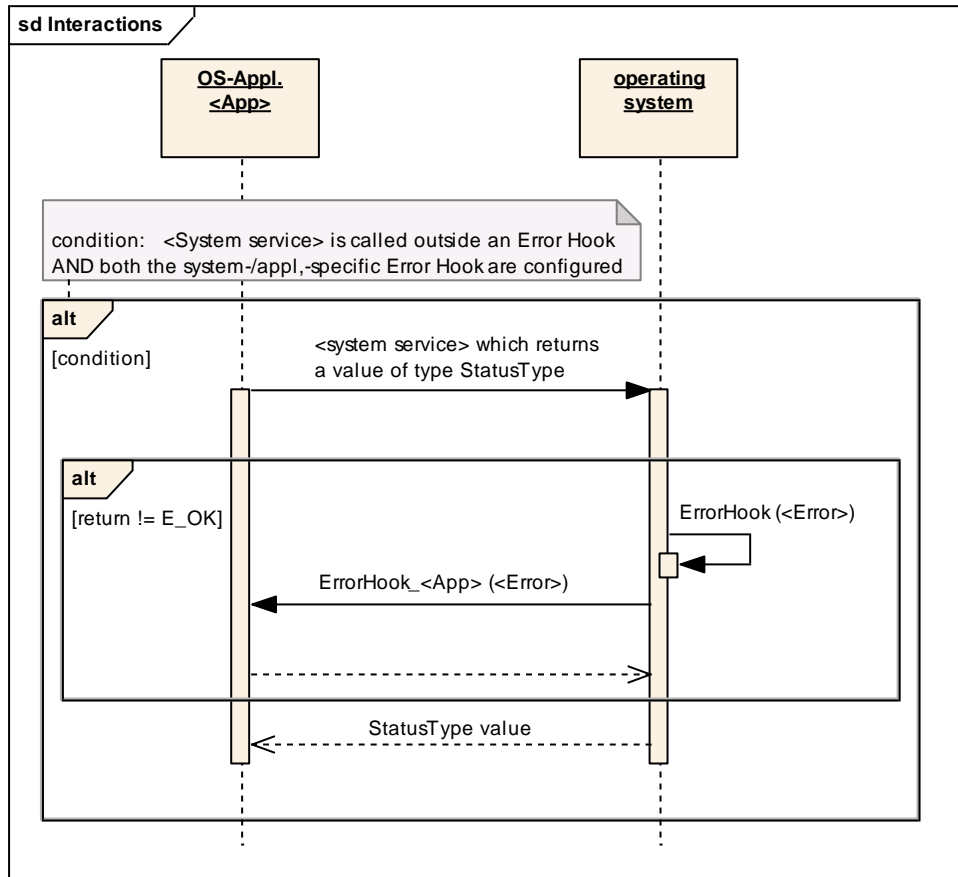 sd Interactions
OS-Appl.
<App>
operating
system
condition: <System service> is called outside an Error Hook
AND both the system-/appl,-specific Error Hook are configured
alt
[condition]
<system service> which returns
a value of type StatusType
alt
[return != E_OK]
ErrorHook (<Error>)
ErrorHook_<App> (<Error>)
StatusType value